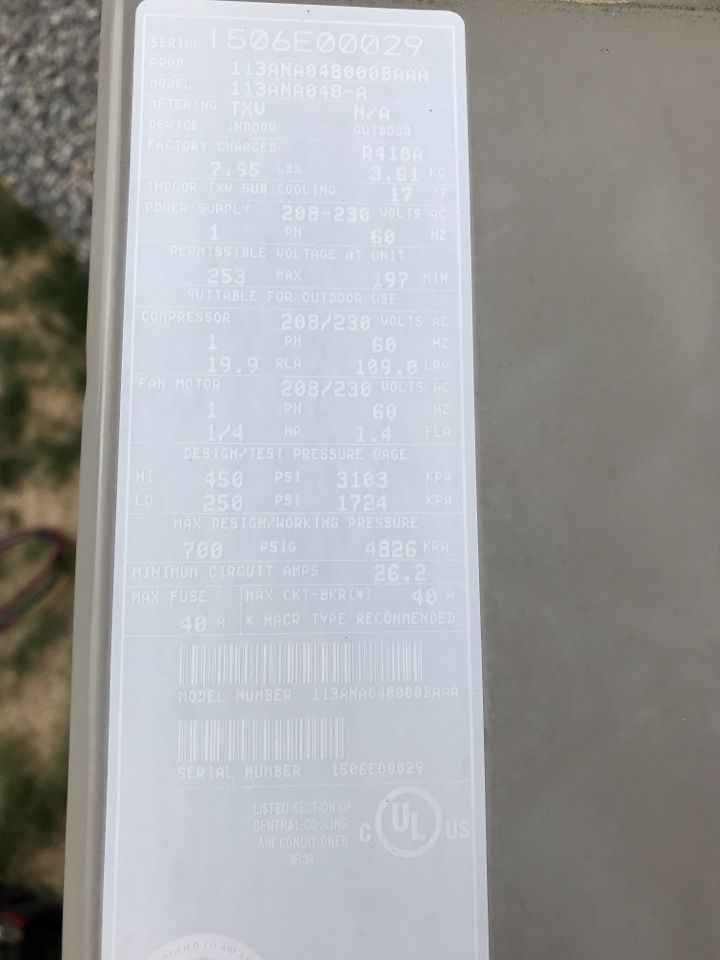 SERIAL 1506E00029
PROD 113ANA048000BAAA
MODEL 113ANA048-A
METERING TXV N/A
DEVICE INDOOR OUTDOOR
FACTORY CHARGED R410A
7.95 LBS 3.61 KG
INDOOR TXV SUB COOLING 17 °F
POWER SUPPLY 208-230 VOLTS AC
1 PH 60 HZ
PERMISSIBLE VOLTAGE AT UNIT
253 MAX 197 MIN
SUITABLE FOR OUTDOOR USE
COMPRESSOR 208/230 VOLTS AC
1 PH 60 HZ
19.9 RLA 109.0 LRA
FAN MOTOR 208/230 VOLTS AC
1 PH 60 HZ
1/4 HP 1.4 FLA
DESIGN/TEST PRESSURE GAGE
HI 450 PSI 3103 KPA
LO 250 PSI 1724 KPA
MAX DESIGN/WORKING PRESSURE
700 PSIG 4826 KPA
MINIMUM CIRCUIT AMPS 26.2
MAX FUSE MAX CKT-BKR(*) 40 A
40 A * HACR TYPE RECOMMENDED
MODEL NUMBER 113ANA048000BAAA
SERIAL NUMBER 1506E00029
LISTED SECTION OF
CENTRAL COOLING
AIR CONDITIONER
C UL US